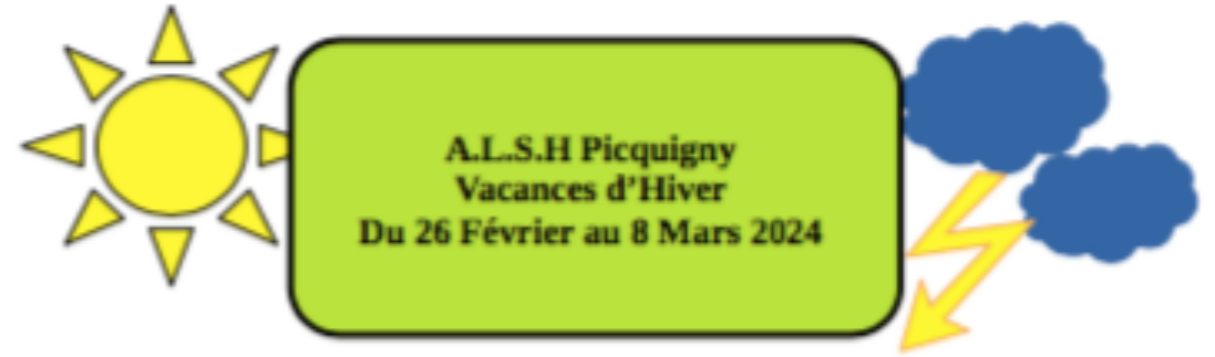 A.L.S.H Picquigny
Vacances d’Hiver
Du 26 Février au 8 Mars 2024